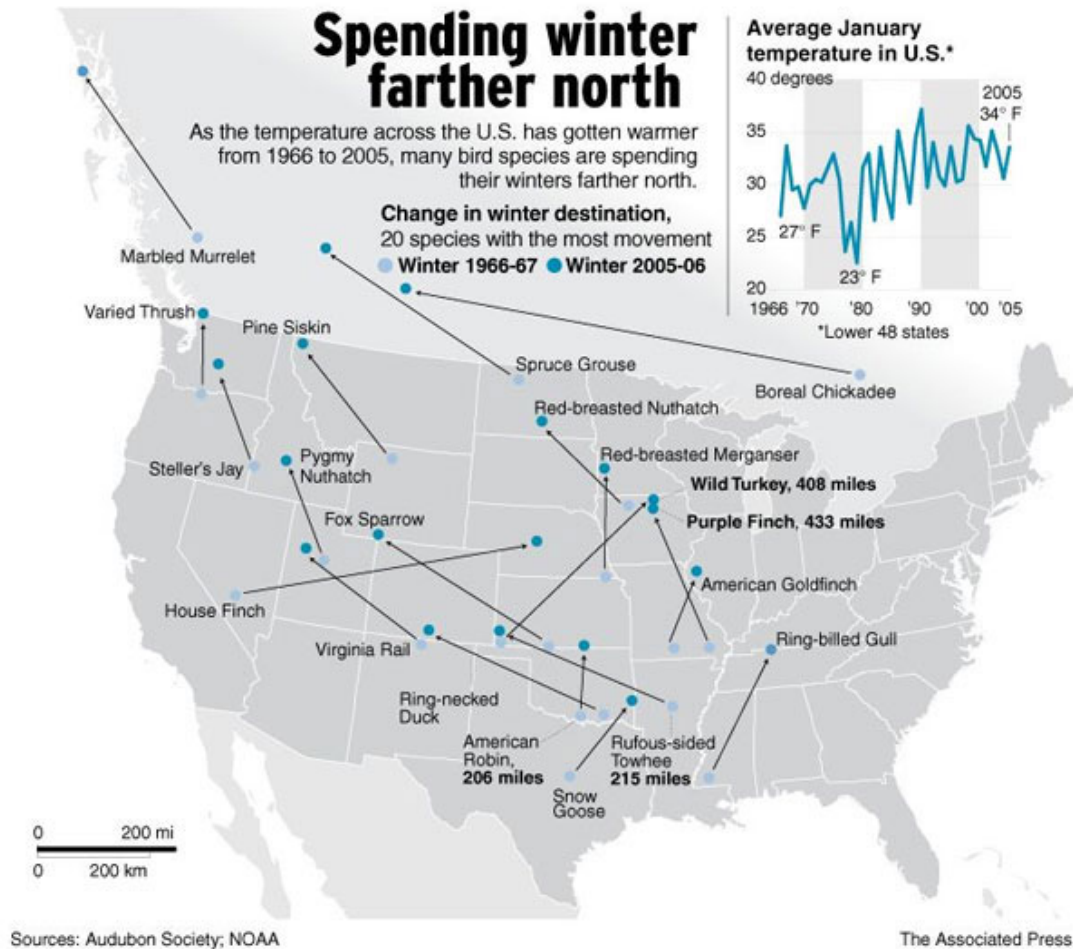 Spending winter
farther north
As the temperature across the U.S. has gotten warmer
from 1966 to 2005, many bird species are spending
their winters farther north.
Change in winter destination,
20 species with the most movement
Winter 1966-67 Winter 2005-06
Average January
temperature in U.S.*
40 degrees
2005
34° F
35
30
27° F
25
23° F
20
1966 '70 '80 '90 '00 '05
*Lower 48 states
Marbled Murrelet
Varied Thrush
Pine Siskin
Spruce Grouse
Boreal Chickadee
Red-breasted Nuthatch
Steller's Jay
Pygmy
Nuthatch
Red-breasted Merganser
Wild Turkey, 408 miles
Purple Finch, 433 miles
Fox Sparrow
American Goldfinch
House Finch
Virginia Rail
Ring-billed Gull
Ring-necked
Duck
American
Robin,
206 miles
Rufous-sided
Towhee
215 miles
Snow
Goose
0 200 mi
0 200 km
Sources: Audubon Society; NOAA
The Associated Press